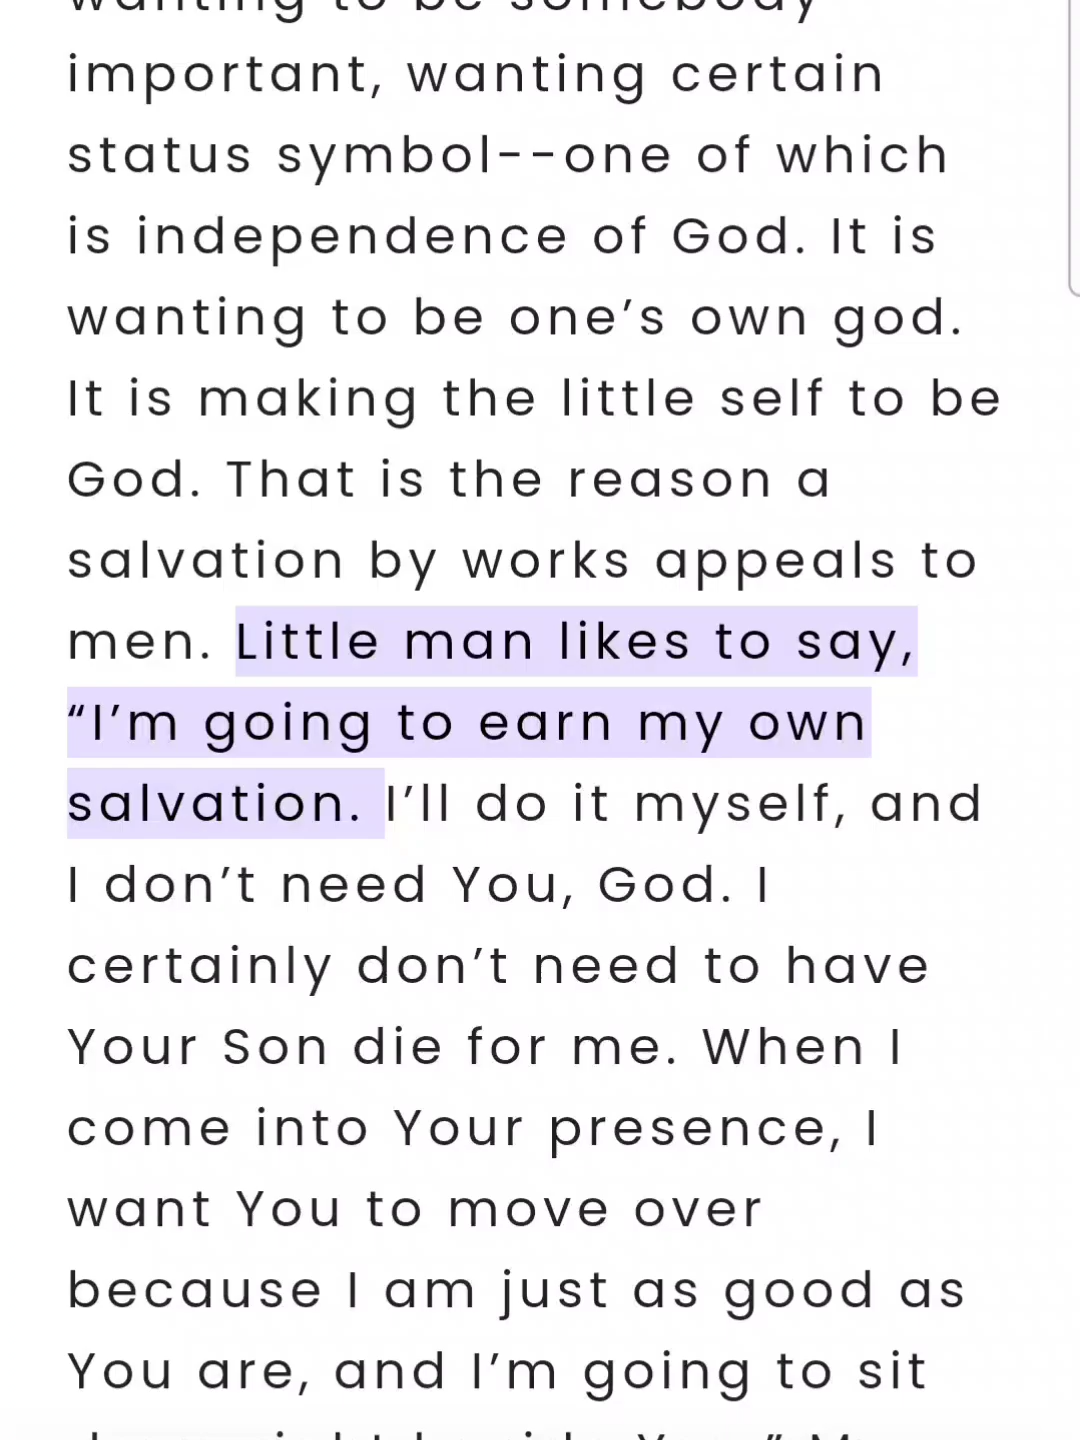 wanting to be somebody
important, wanting certain
status symbol--one of which
is independence of God. It is
wanting to be one’s own god.
It is making the little self to be
God. That is the reason a
salvation by works appeals to
men. Little man likes to say,
“I’m going to earn my own
salvation. I’ll do it myself, and
I don’t need You, God. I
certainly don’t need to have
Your Son die for me. When I
come into Your presence, I
want You to move over
because I am just as good as
You are, and I’m going to sit